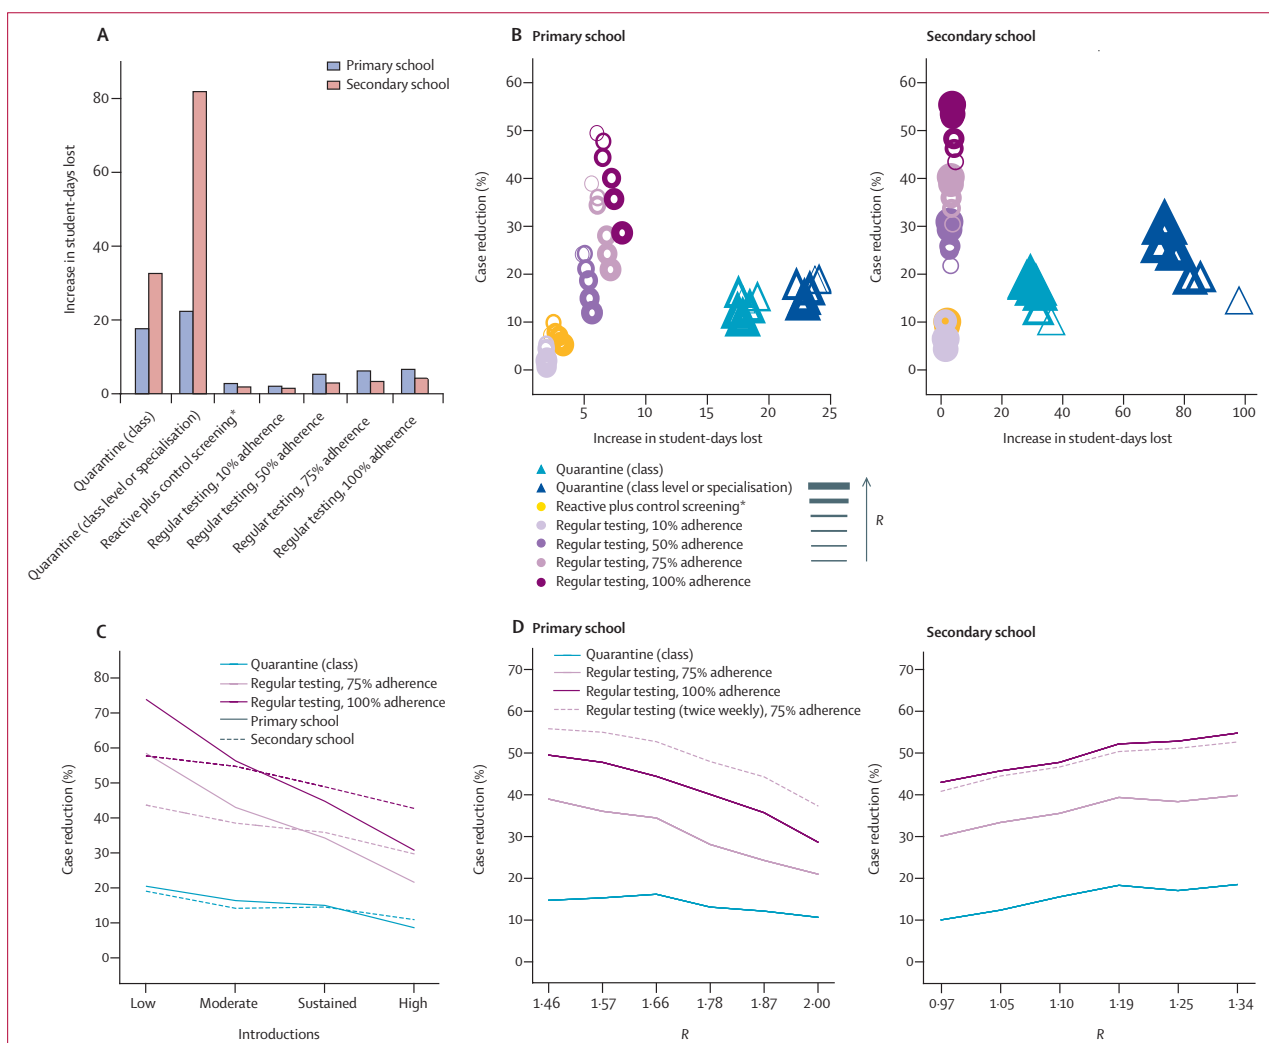 A
Primary school
Secondary school
Increase in student-days lost
80
60
40
20
0
Quarantine (class)
Quarantine (class level or specialisation)
Reactive plus control screening*
Regular testing, 10% adherence
Regular testing, 50% adherence
Regular testing, 75% adherence
Regular testing, 100% adherence
B Primary school
Case reduction (%)
60
50
40
30
20
10
0
5 10 15 20 25
Increase in student-days lost
Secondary school
Case reduction (%)
60
50
40
30
20
10
0
0 20 40 60 80 100
Increase in student-days lost
Quarantine (class)
Quarantine (class level or specialisation)
Reactive plus control screening*
Regular testing, 10% adherence
Regular testing, 50% adherence
Regular testing, 75% adherence
Regular testing, 100% adherence
R
C
Quarantine (class)
Regular testing, 75% adherence
Regular testing, 100% adherence
Primary school
Secondary school
Case reduction (%)
80
70
60
50
40
30
20
10
0
Low Moderate Sustained High
Introductions
D Primary school
Quarantine (class)
Regular testing, 75% adherence
Regular testing, 100% adherence
Regular testing (twice weekly), 75% adherence
Case reduction (%)
70
60
50
40
30
20
10
0
1·46 1·57 1·66 1·78 1·87 2·00
R
Secondary school
Case reduction (%)
70
60
50
40
30
20
10
0
0·97 1·05 1·10 1·19 1·25 1·34
R